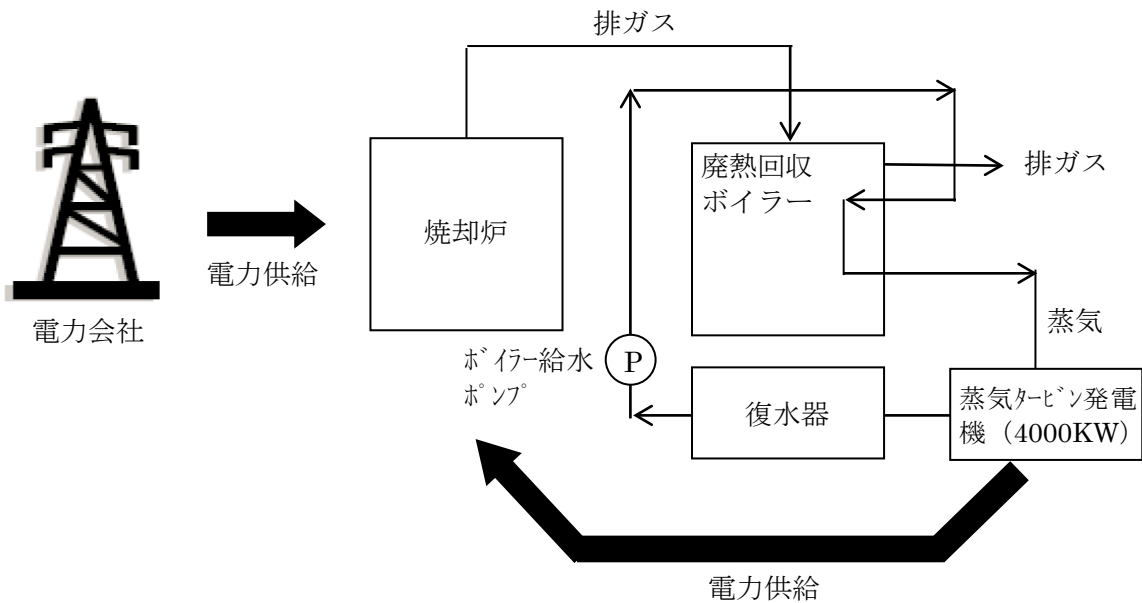 排ガス
廃熱回収
ボイラー
排ガス
焼却炉
電力供給
電力会社
蒸気
ﾎﾞｲﾗｰ給水
ﾎﾟﾝﾌﾟ
P
復水器
蒸気ﾀｰﾋﾞﾝ発電
機（4000KW）
電力供給